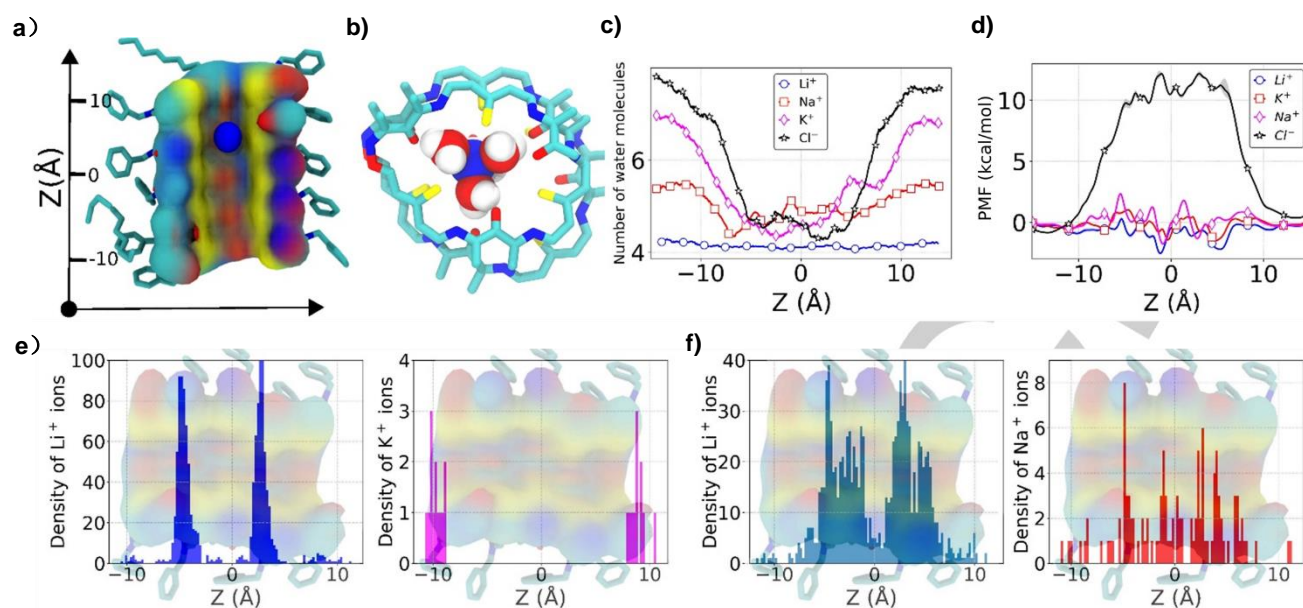 a)
Z(Å)
10
0
-10
b)
c)
Number of water molecules
6
4
Li⁺
Na⁺
K⁺
Cl⁻
−10
0
10
Z (Å)
d)
PMF (kcal/mol)
10
5
0
Li⁺
K⁺
Na⁺
Cl⁻
−10
0
10
Z (Å)
e)
Density of Li⁺ ions
100
80
60
40
20
0
−10
0
10
Z (Å)
Density of K⁺ ions
4
3
2
1
0
−10
0
10
Z (Å)
f)
Density of Li⁺ ions
40
30
20
10
0
−10
0
10
Z (Å)
Density of Na⁺ ions
8
6
4
2
0
−10
0
10
Z (Å)